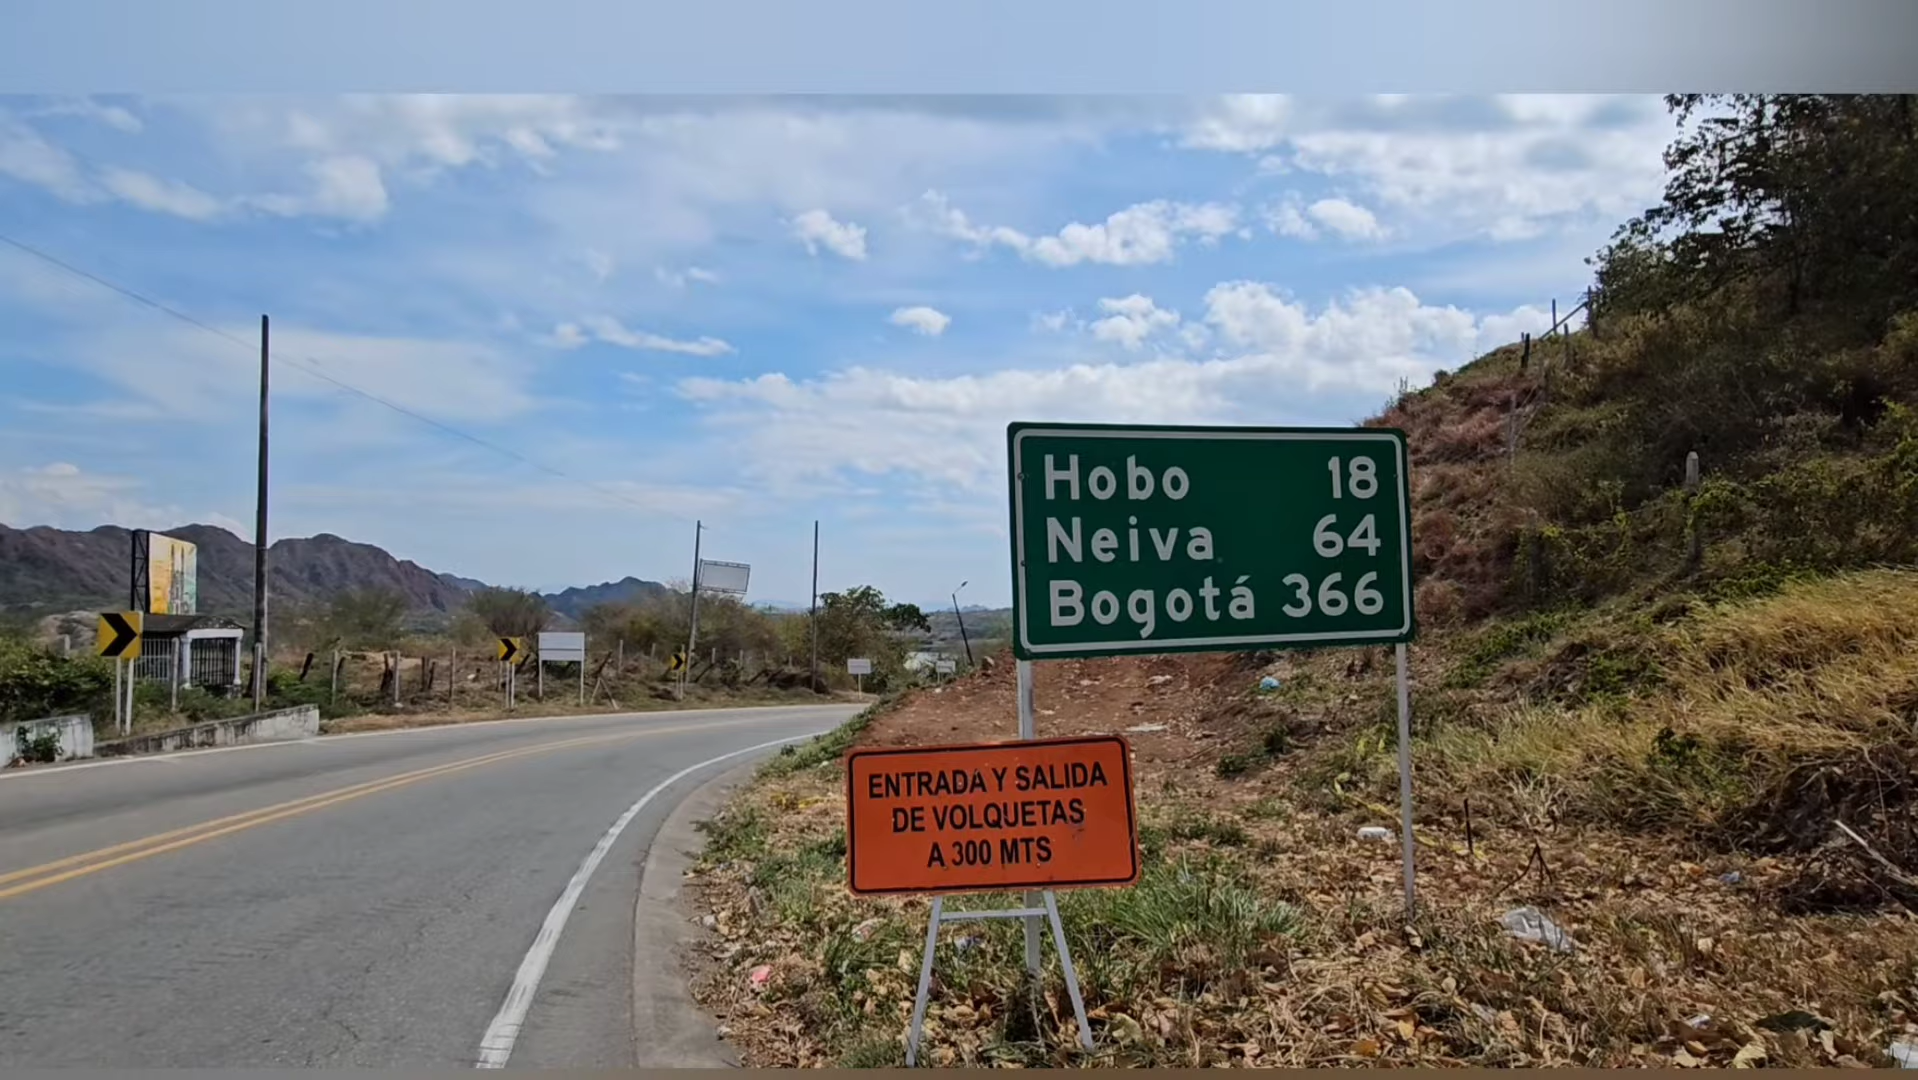 Hobo 18
Neiva 64
Bogotá 366
ENTRADA Y SALIDA
DE VOLQUETAS
A 300 MTS